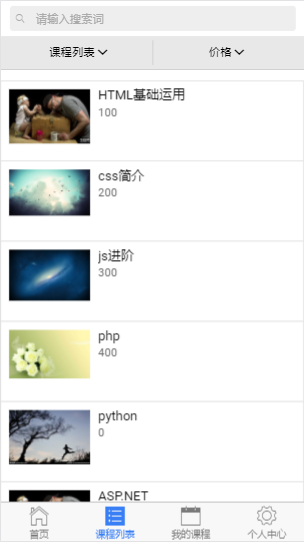 请输入搜索词
课程列表 价格
HTML基础运用
100
css简介
200
js进阶
300
php
400
python
0
ASP.NET
首页 课程列表 我的课程 个人中心